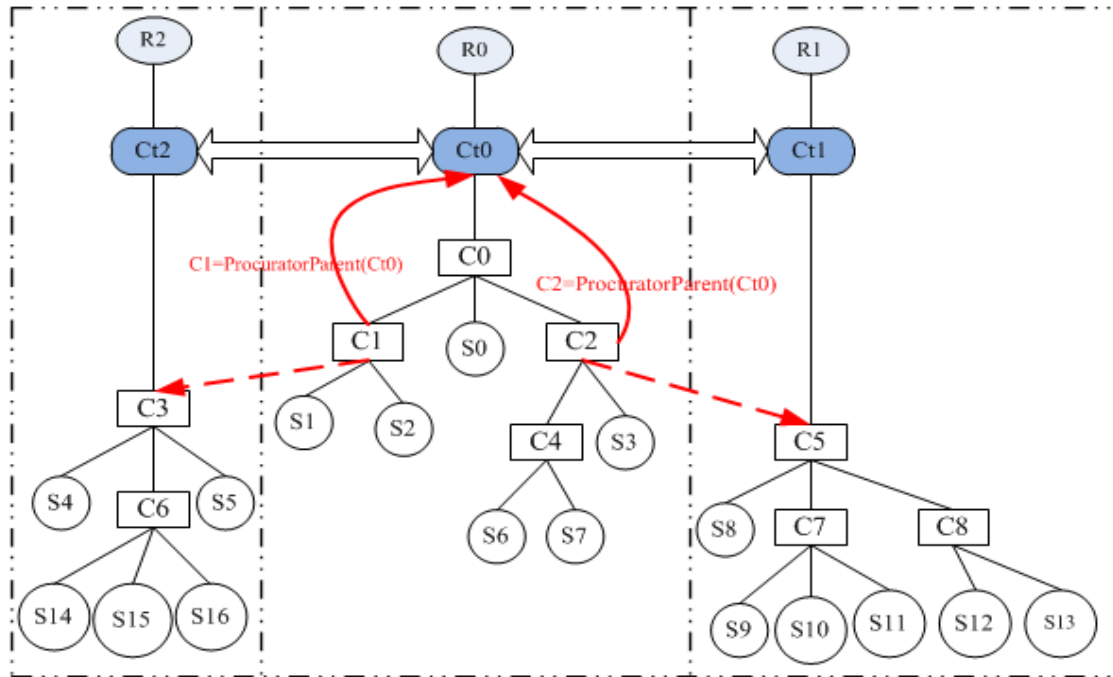 R2
R0
R1
Ct2
Ct0
Ct1
C0
C1=ProcuratorParent(Ct0)
C2=ProcuratorParent(Ct0)
C1
S0
C2
C3
S1
S2
C4
S3
C5
S4
C6
S5
S6
S7
S8
C7
C8
S14
S15
S16
S9
S10
S11
S12
S13